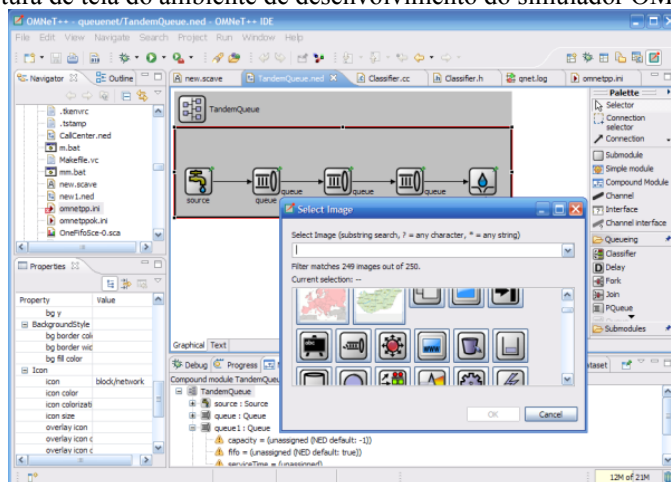 tura de tela do ambiente de desenvolvimento do simulador OM
OMNeT++ - queuenet/TandemQueue.ned - OMNeT++ IDE
File Edit View Navigate Search Project Run Window Help
Navigator
Outline
new.scave
TandemQueue.ned
Classifier.cc
Classifier.h
qnet.log
omnetpp.ini
.tkenvrc
.tstamp
CallCenter.ned
m.bat
Makefile.vc
mm.bat
new.scave
new1.ned
omnetpp.ini
omnetppok.ini
OneFifoSce-0.sca
TandemQueue
source
queue
queue
queue
queue
Graphical Text
Palette
Selector
Connection
selector
Connection
Submodule
Simple module
Compound Module
Channel
Interface
Channel interface
Queueing
Classifier
Delay
Fork
Join
PQueue
Submodules
Properties
Property Value
bg y
BackgroundStyle
bg border col
bg border wid
bg fill color
Icon
icon block/network
icon color
icon colorizati
icon size
overlay icon
overlay icon c
overlay icon c
Select Image
Select Image (substring search, ? = any character, * = any string)
Filter matches 249 images out of 250.
Current selection: --
abc
www
OK Cancel
Debug Progress
taset
Compound module TandemQueu
TandemQueue
source : Source
queue : Queue
queue1 : Queue
capacity = (unassigned (NED default: -1))
fifo = (unassigned (NED default: true))
serviceTime = (unassigned)
12M of 21M